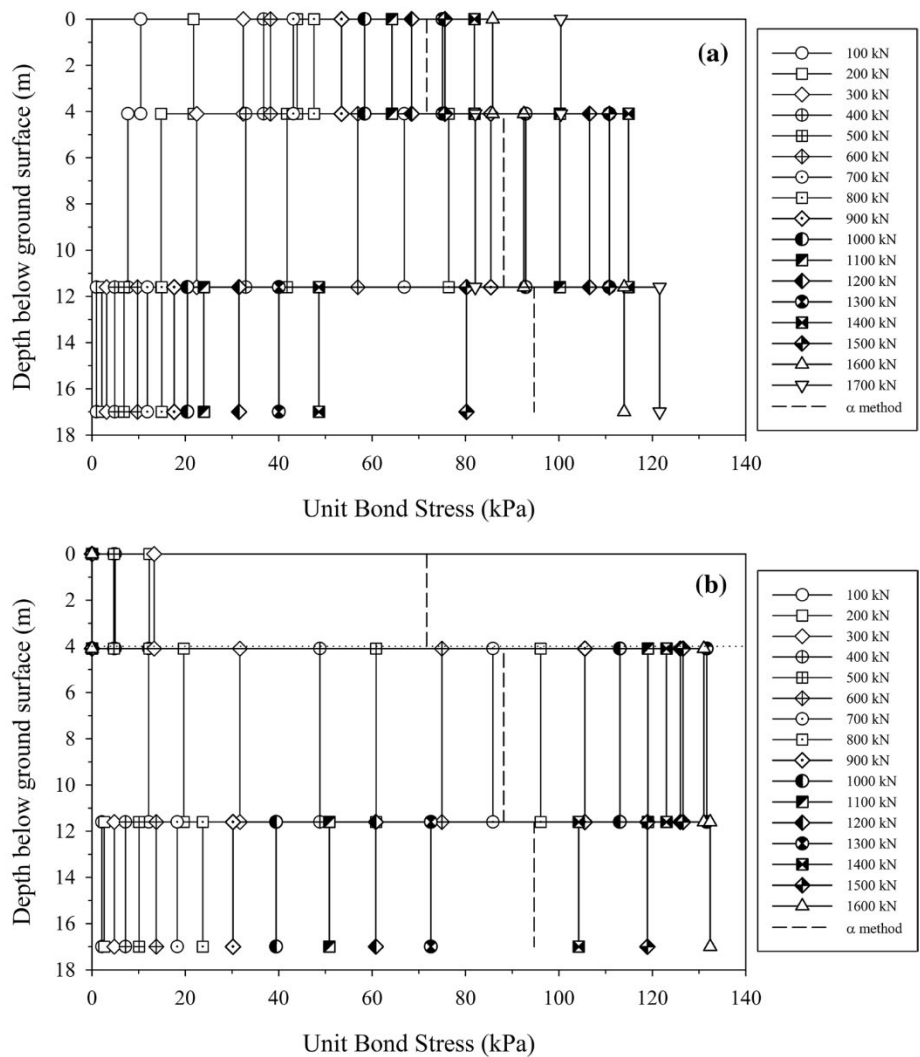 (a)
Depth below ground surface (m)
0
2
4
6
8
10
12
14
16
18
0 20 40 60 80 100 120 140
Unit Bond Stress (kPa)
100 kN
200 kN
300 kN
400 kN
500 kN
600 kN
700 kN
800 kN
900 kN
1000 kN
1100 kN
1200 kN
1300 kN
1400 kN
1500 kN
1600 kN
1700 kN
α method
(b)
Depth below ground surface (m)
0
2
4
6
8
10
12
14
16
18
0 20 40 60 80 100 120 140
Unit Bond Stress (kPa)
100 kN
200 kN
300 kN
400 kN
500 kN
600 kN
700 kN
800 kN
900 kN
1000 kN
1100 kN
1200 kN
1300 kN
1400 kN
1500 kN
1600 kN
α method